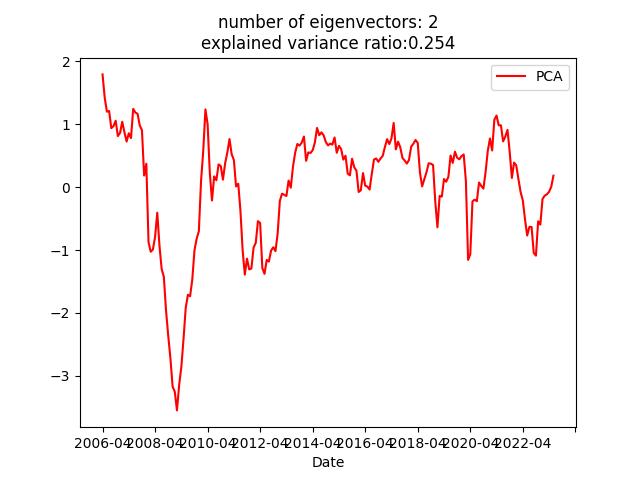 number of eigenvectors: 2
explained variance ratio:0.254
PCA
2
1
0
−1
−2
−3
2006-04 2008-04 2010-04 2012-04 2014-04 2016-04 2018-04 2020-04 2022-04
Date